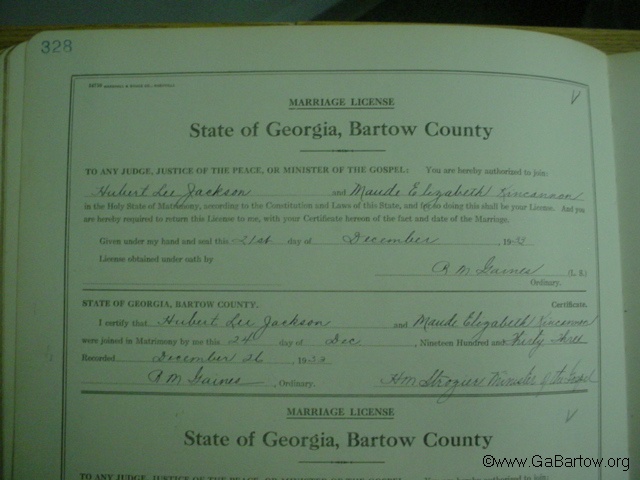 328
MARRIAGE LICENSE V
State of Georgia, Bartow County
TO ANY JUDGE, JUSTICE OF THE PEACE, OR MINISTER OF THE GOSPEL: You are hereby authorized to join:
Hubert Lee Jackson and Maude Elizabeth Kincannon
in the Holy State of Matrimony, according to the Constitution and Laws of this State, and for so doing this shall be your License. And you
are hereby required to return this License to me, with your Certificate hereon of the fact and date of the Marriage.
Given under my hand and seal this 21st day of December, 1933
License obtained under oath by
R M Gaines (L. S.)
Ordinary.
STATE OF GEORGIA, BARTOW COUNTY. Certificate.
I certify that Hubert Lee Jackson and Maude Elizabeth Kincannon
were joined in Matrimony by me this 24 day of Dec, Nineteen Hundred and Thirty Three
Recorded December 26, 1933
R M Gaines, Ordinary. HM Strozier Minister of the Gospel
MARRIAGE LICENSE V
State of Georgia, Bartow County
©www.GaBartow.org